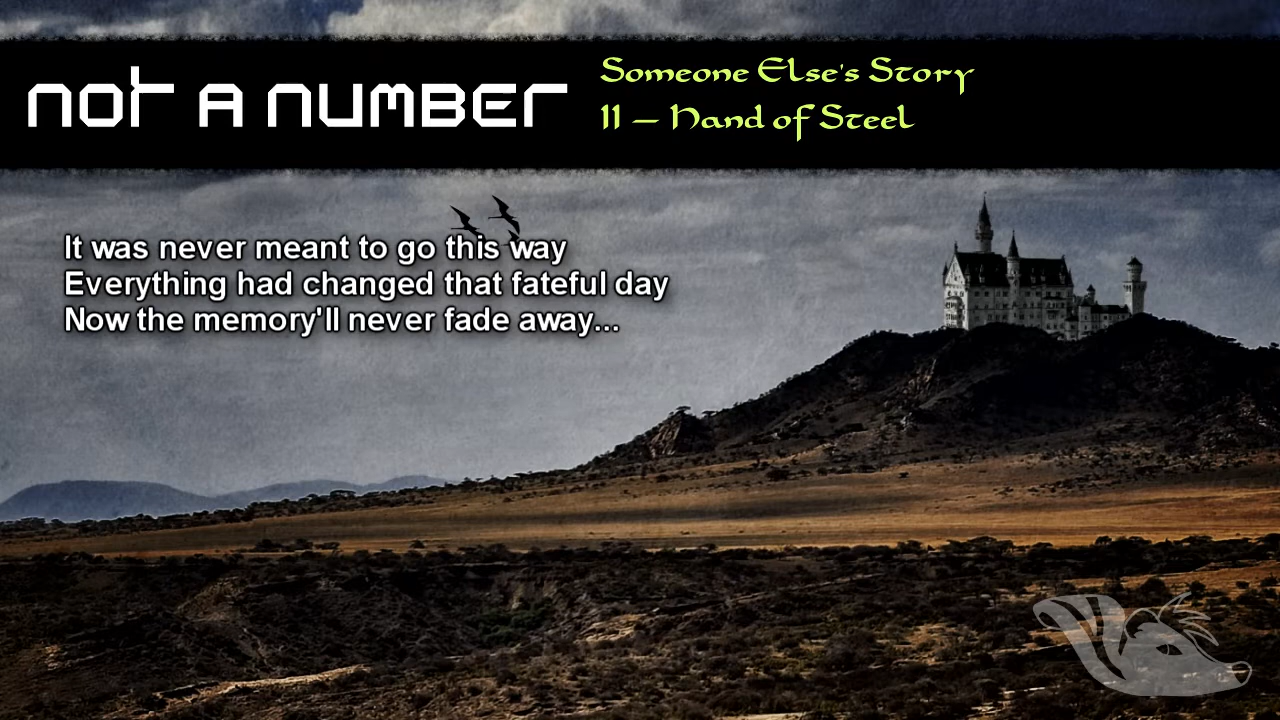 not a number
Someone Else's Story
II – Hand of Steel
It was never meant to go this way
Everything had changed that fateful day
Now the memory'll never fade away...